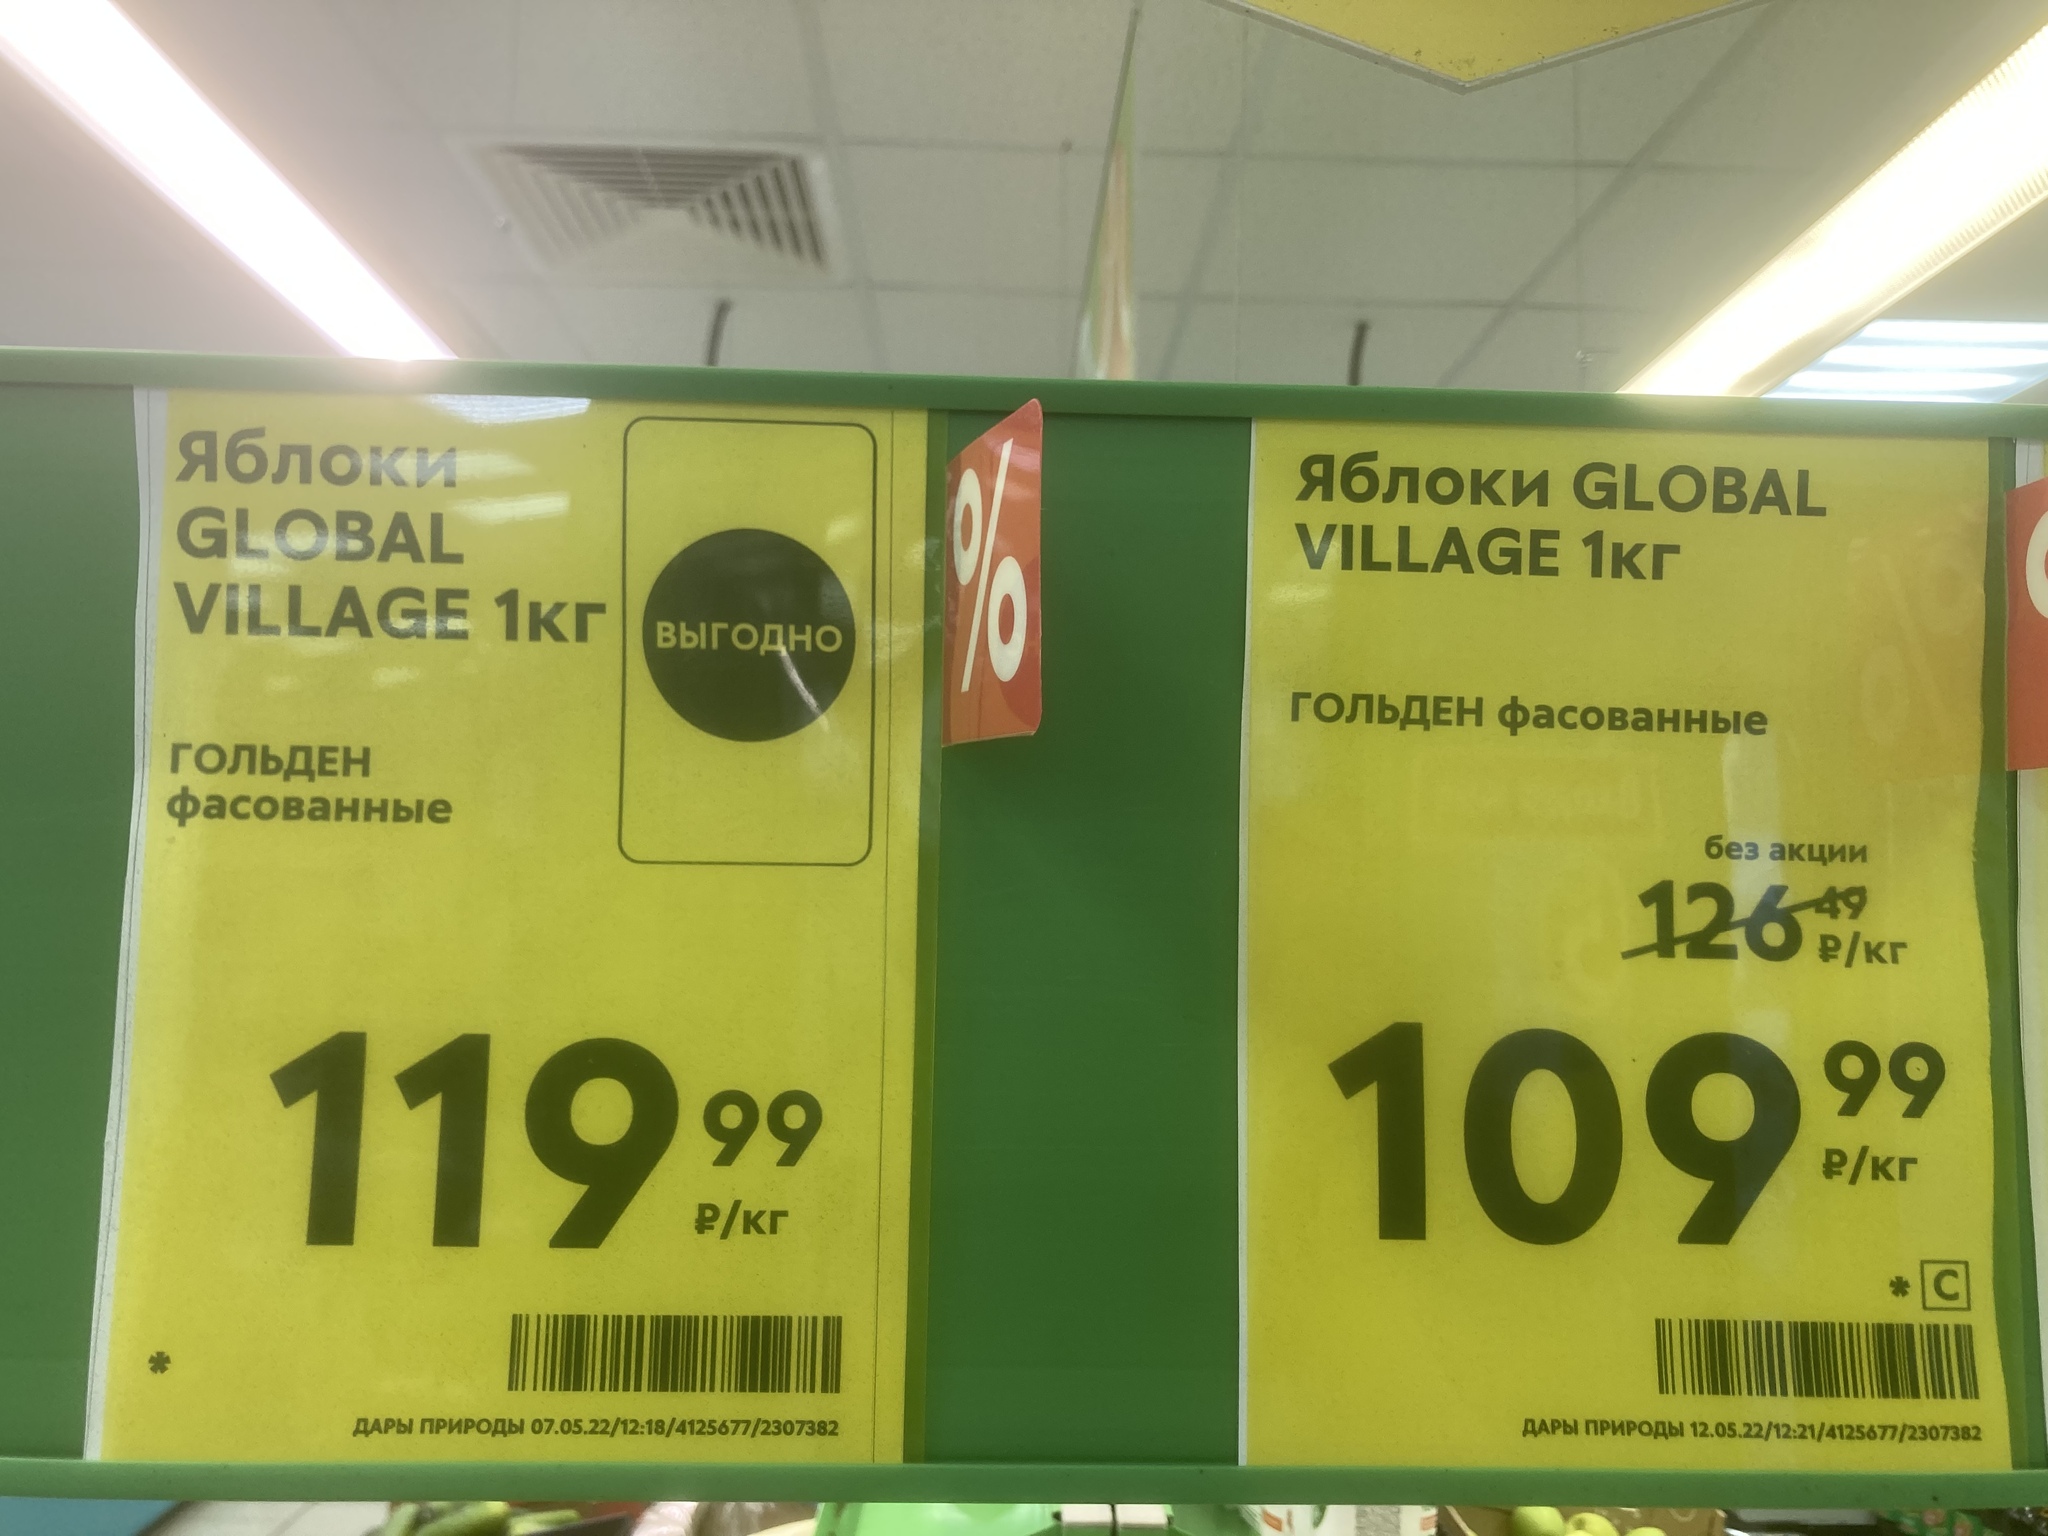 Яблоки
GLOBAL
VILLAGE 1кг
ВЫГОДНО
ГОЛЬДЕН
фасованные
119 99
₽/кг
*
ДАРЫ ПРИРОДЫ 07.05.22/12:18/4125677/2307382
%
Яблоки GLOBAL
VILLAGE 1кг
ГОЛЬДЕН фасованные
без акции
126 49
₽/кг
109 99
₽/кг
* C
ДАРЫ ПРИРОДЫ 12.05.22/12:21/4125677/2307382